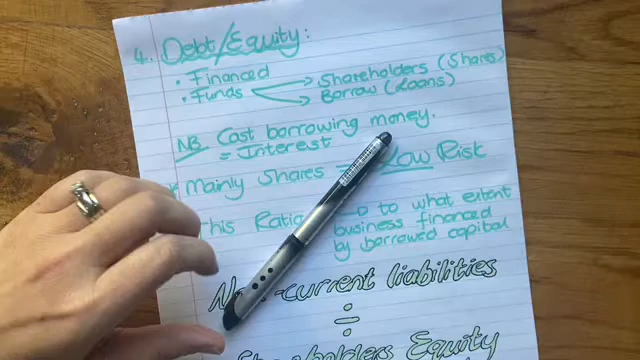 4. Debt/Equity:
• Financed
• Funds Shareholders (Shares)
Borrow (Loans)
NB Cost borrowing money.
= Interest
Mainly Shares Low Risk
this Ratio to what extent
business financed
by borrowed capital
-current liabilities
÷
Shareholders Equity